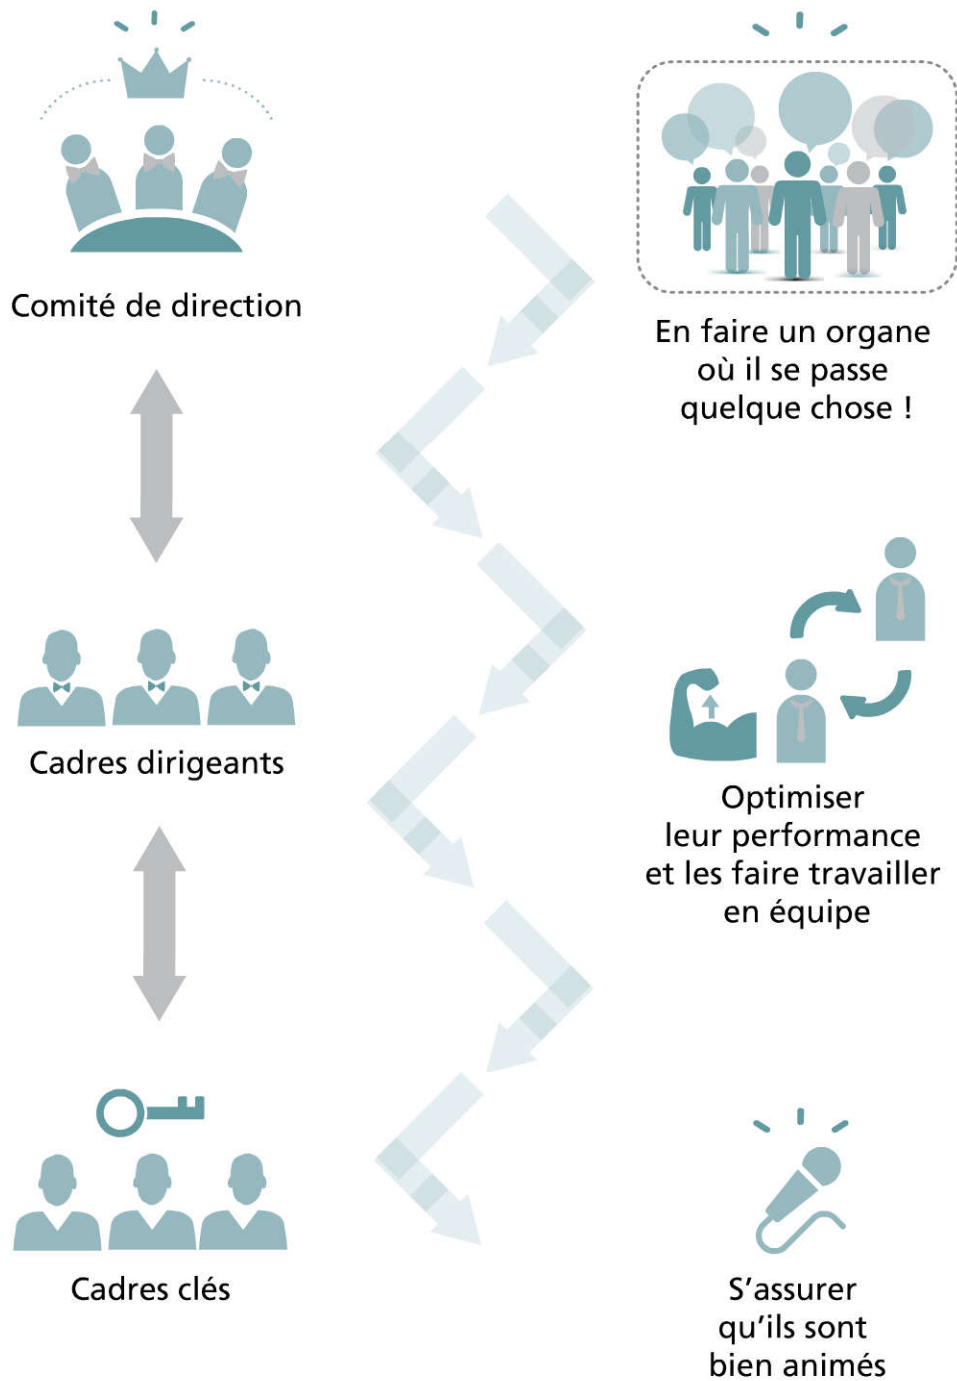 Comité de direction
En faire un organe
où il se passe
quelque chose !
Cadres dirigeants
Optimiser
leur performance
et les faire travailler
en équipe
Cadres clés
S'assurer
qu'ils sont
bien animés